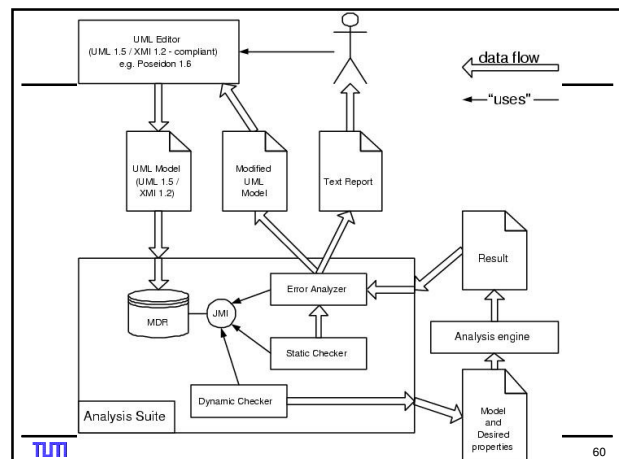 UML Editor
(UML 1.5 / XMI 1.2 - compliant)
e.g. Poseidon 1.6
data flow
"uses"
UML Model
(UML 1.5 /
XMI 1.2)
Modified
UML
Model
Text Report
Result
Error Analyzer
MDR
JMI
Analysis engine
Static Checker
Dynamic Checker
Analysis Suite
Model
and
Desired
properties
TUM
60